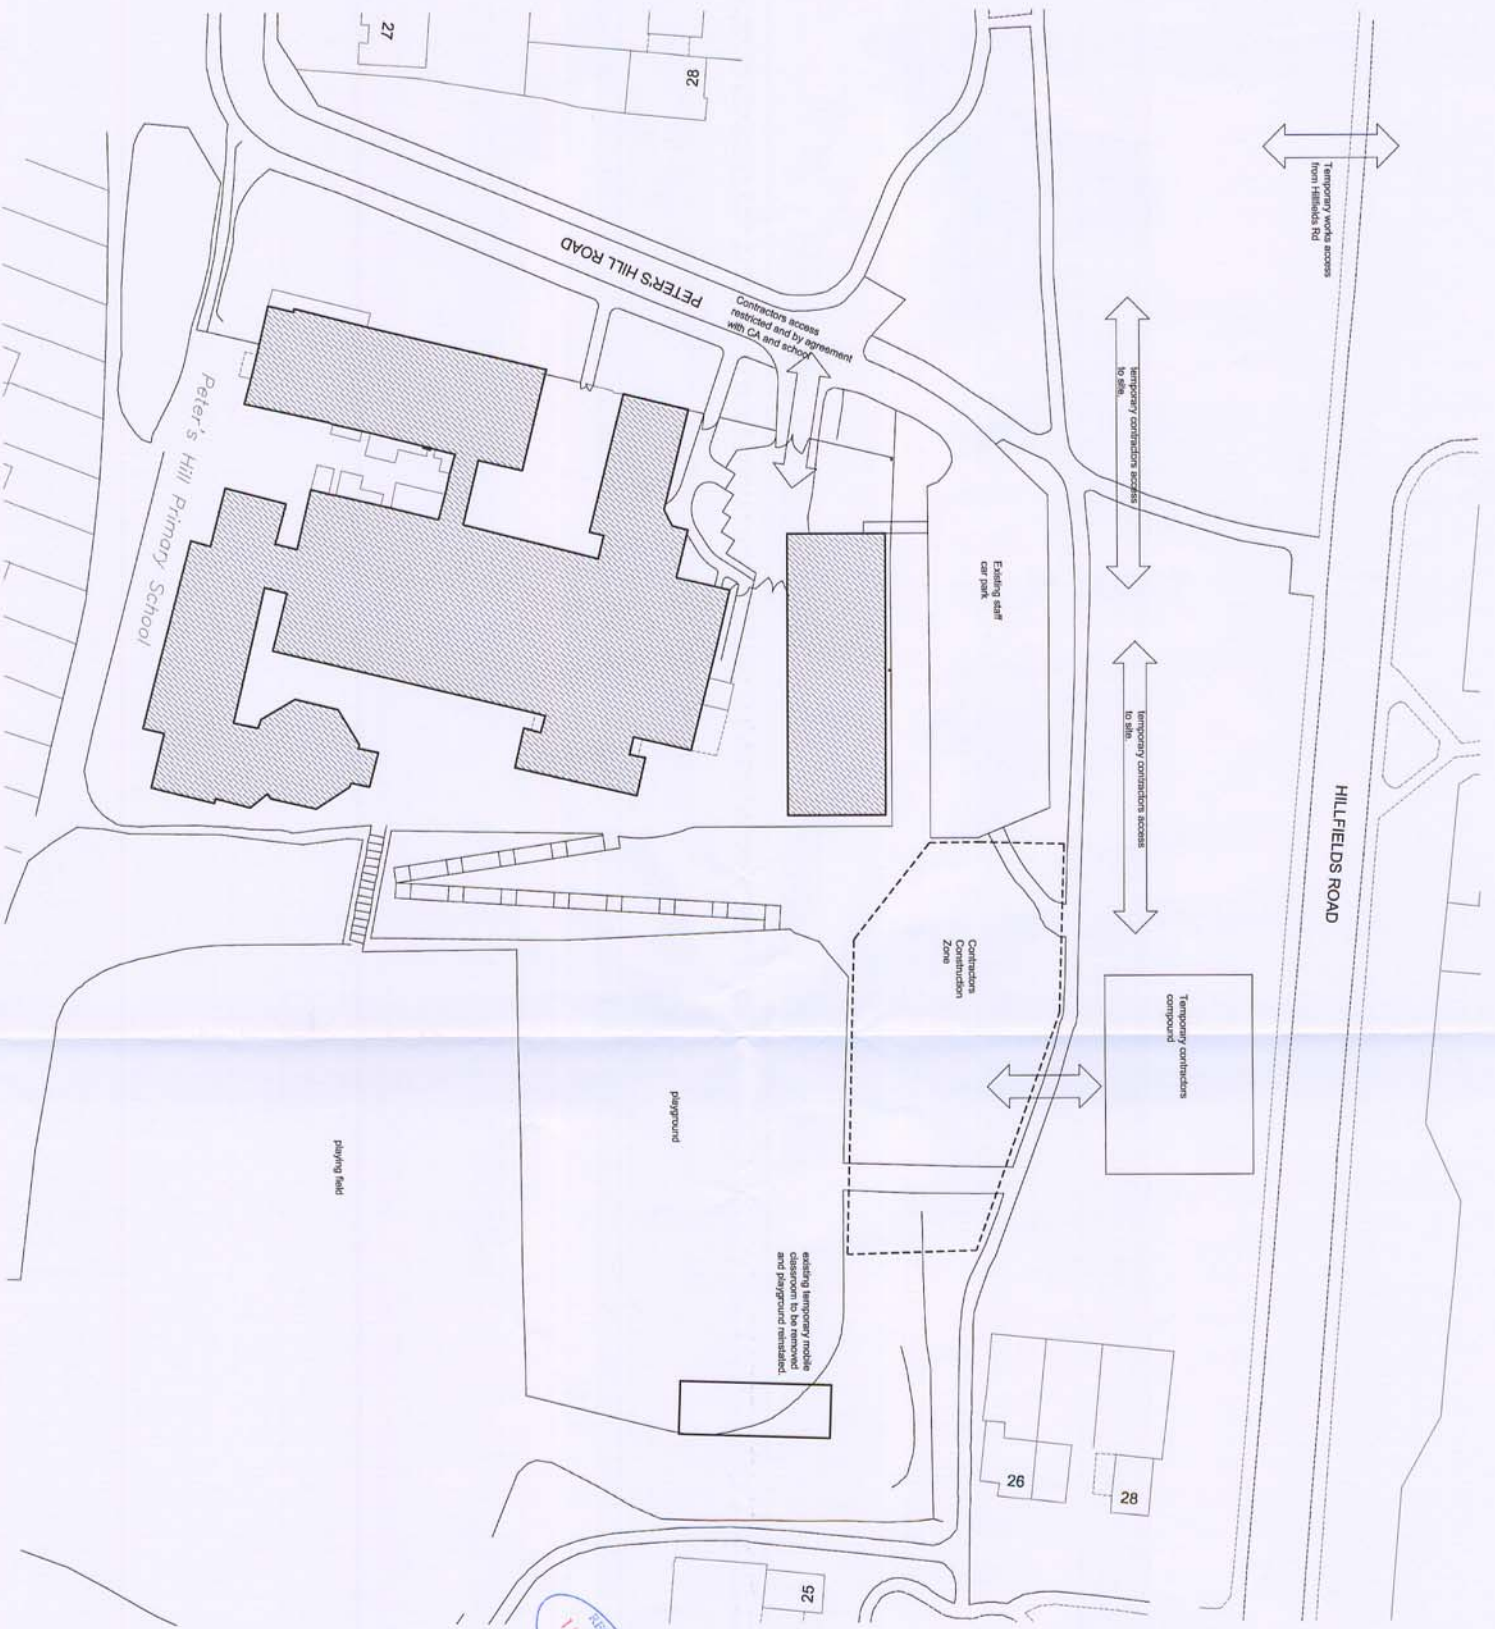 27
28
Temporary works access
from Hillfields Rd
PETER'S HILL ROAD
Contractors access
restricted and by agreement
with CA and school
temporary contractors access
to site.
Peter's Hill Primary School
Existing staff
car park
temporary contractors access
to site.
HILLFIELDS ROAD
Contractors
Construction
Zone
Temporary contractors
compound
playground
playing field
existing temporary mobile
classroom to be removed
and playground reinstated.
26
28
25